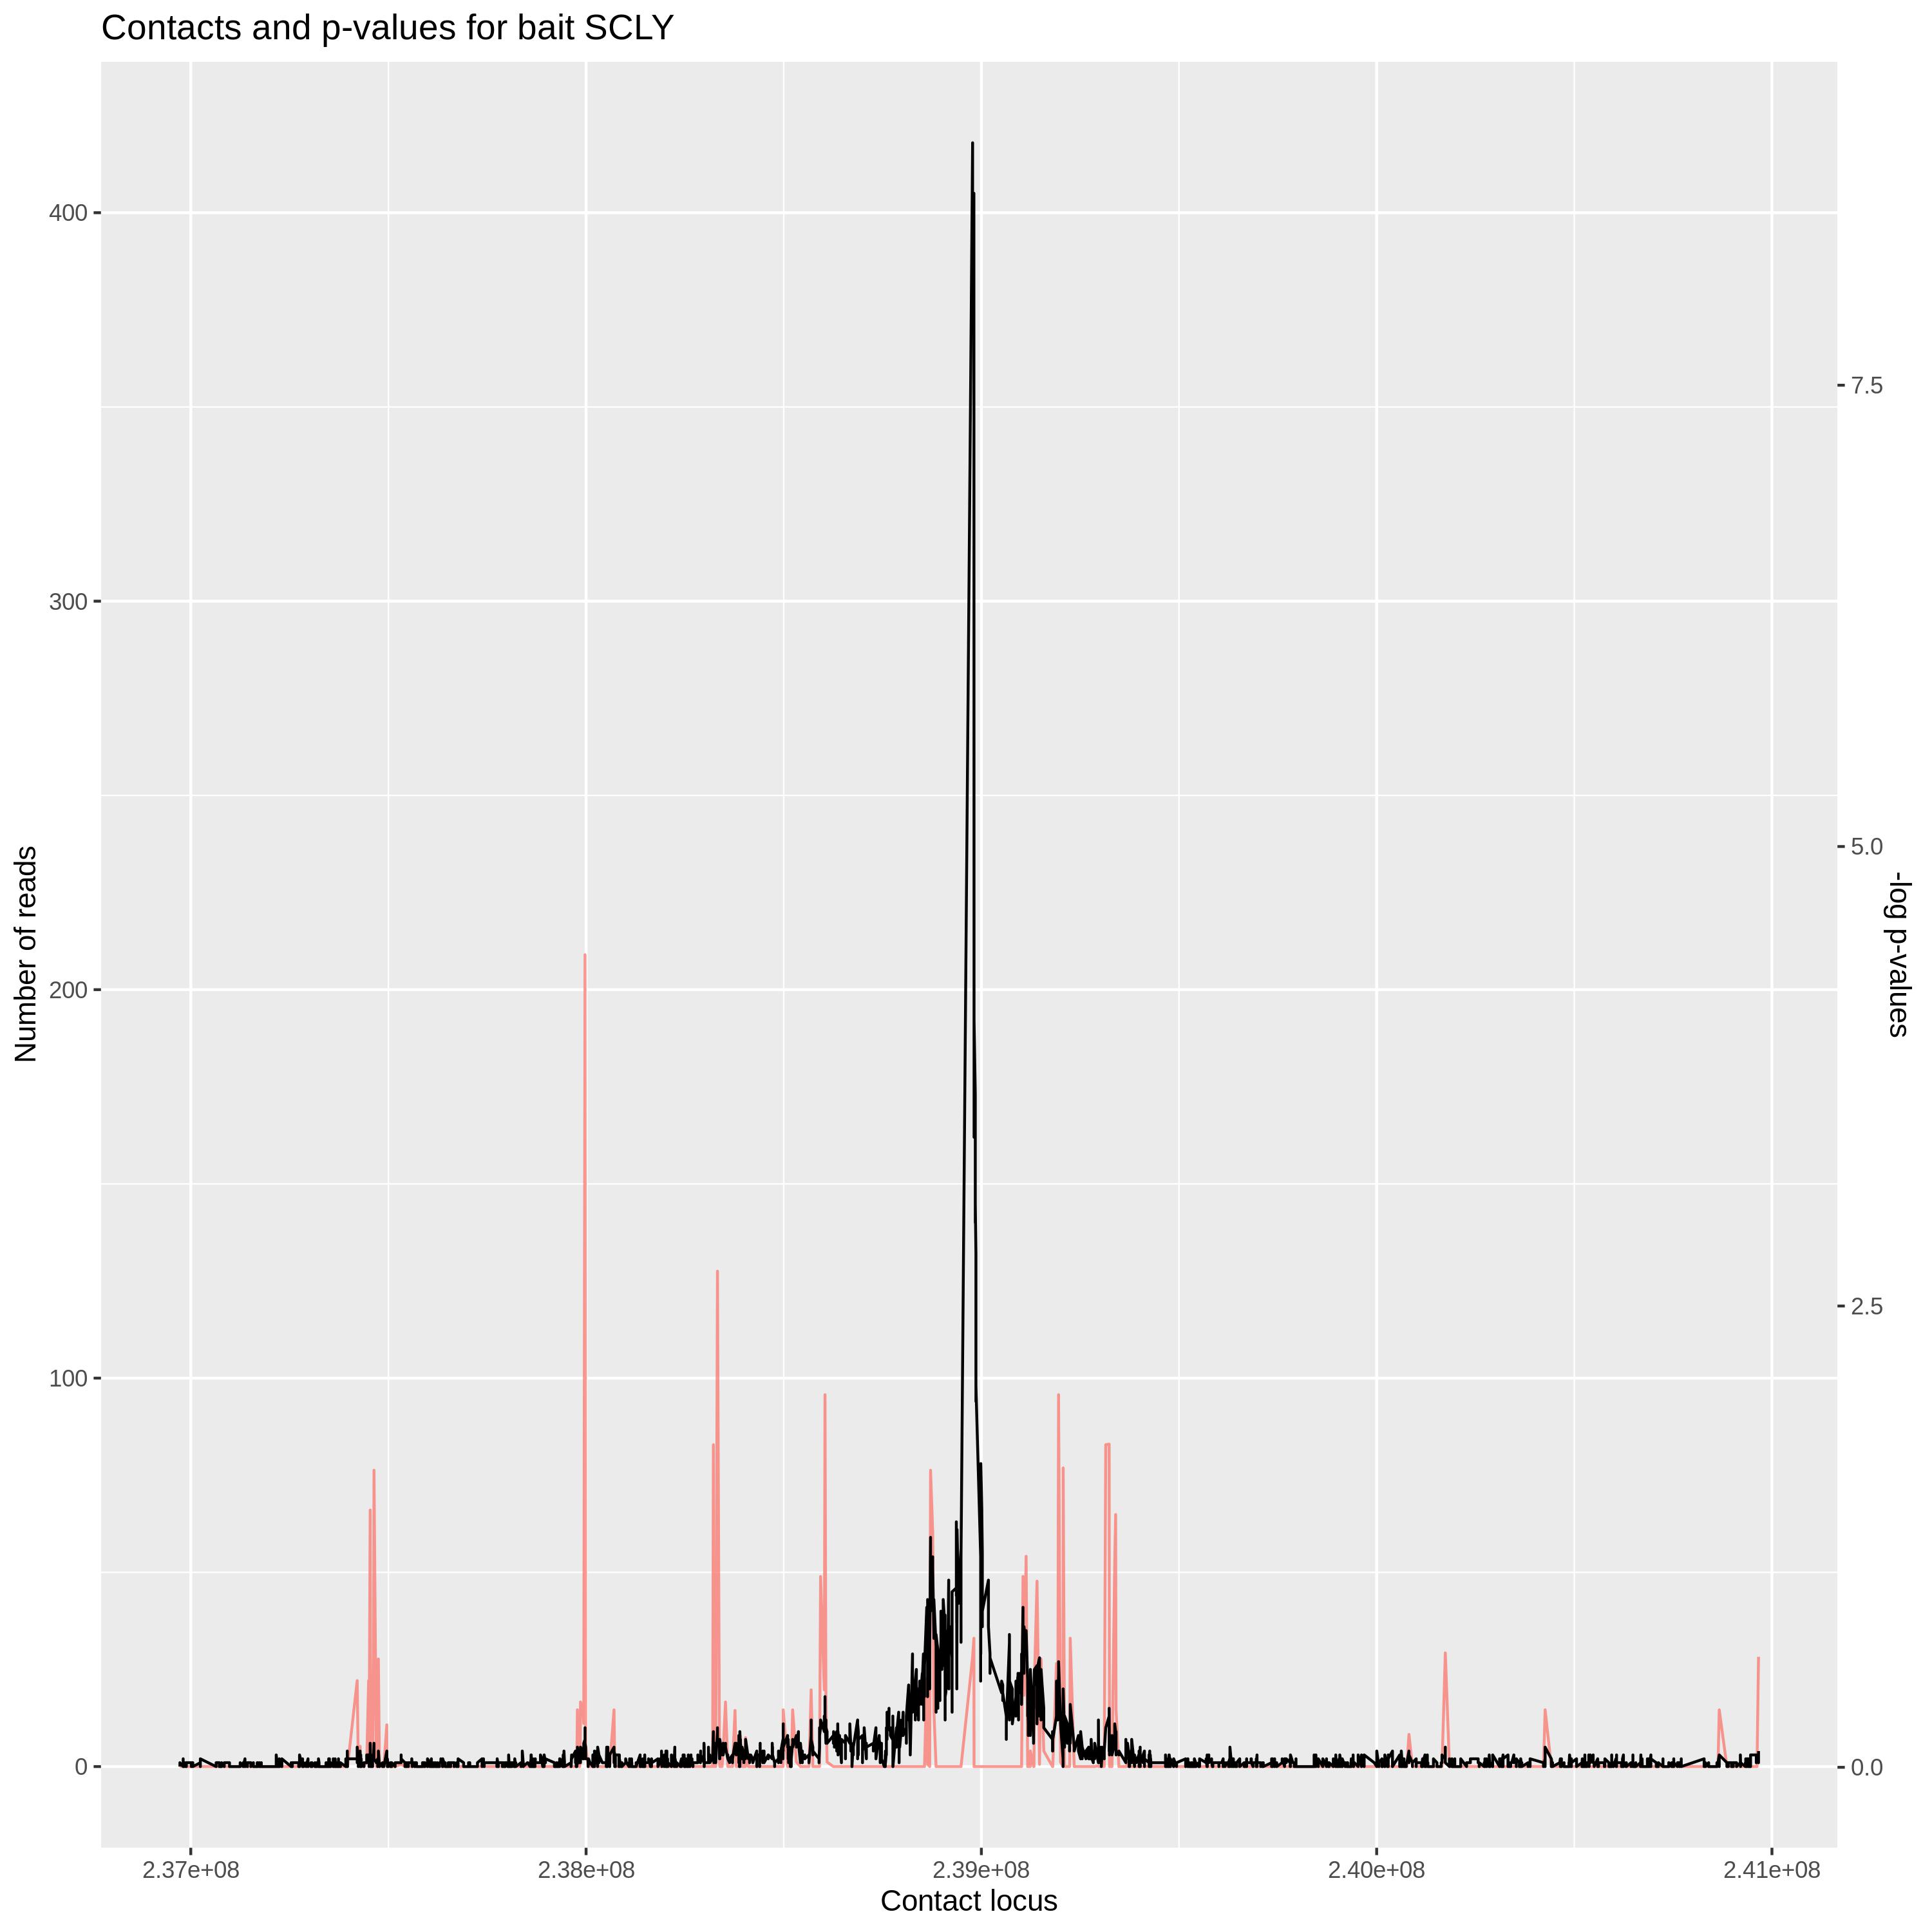 Contacts and p-values for bait SCLY
Number of reads
400
300
200
100
0
7.5
5.0
2.5
0.0
-log p-values
2.37e+08
2.38e+08
2.39e+08
2.40e+08
2.41e+08
Contact locus